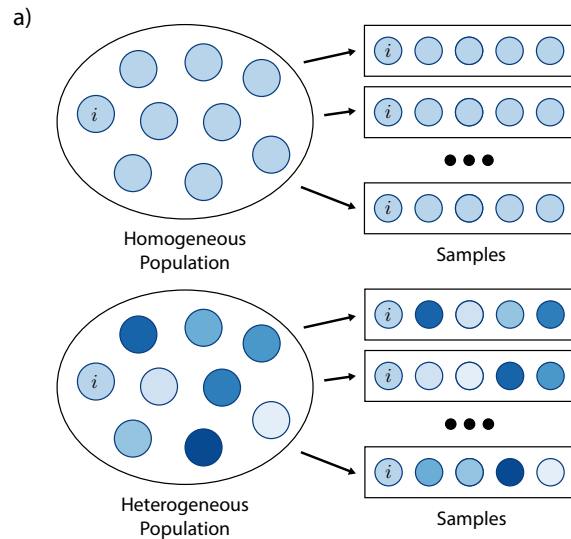 a)
i
i
i
i
Homogeneous
Population
Samples
i
i
i
i
Heterogeneous
Population
Samples